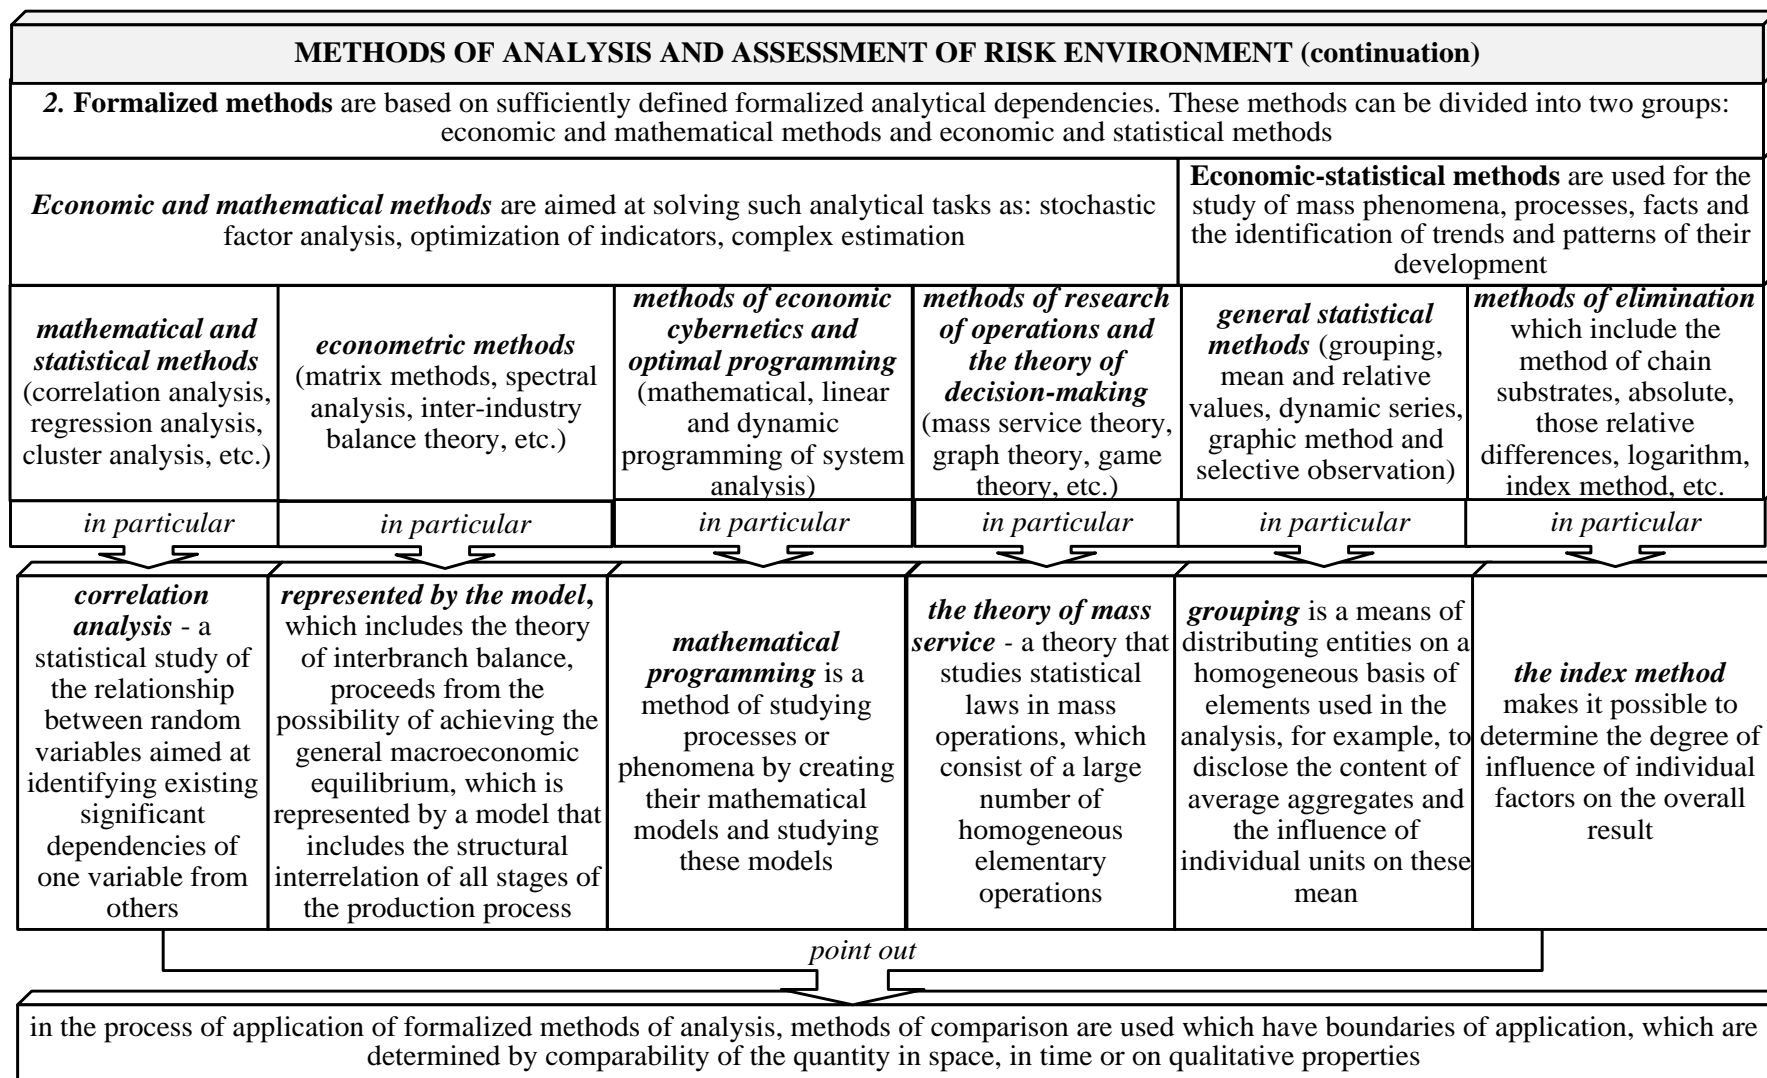 METHODS OF ANALYSIS AND ASSESSMENT OF RISK ENVIRONMENT (continuation)
2. Formalized methods are based on sufficiently defined formalized analytical dependencies. These methods can be divided into two groups:
economic and mathematical methods and economic and statistical methods
Economic and mathematical methods are aimed at solving such analytical tasks as: stochastic
factor analysis, optimization of indicators, complex estimation
Economic-statistical methods are used for the
study of mass phenomena, processes, facts and
the identification of trends and patterns of their
development
mathematical and
statistical methods
(correlation analysis,
regression analysis,
cluster analysis, etc.)
econometric methods
(matrix methods, spectral
analysis, inter-industry
balance theory, etc.)
methods of economic
cybernetics and
optimal programming
(mathematical, linear
and dynamic
programming of system
analysis)
methods of research
of operations and
the theory of
decision-making
(mass service theory,
graph theory, game
theory, etc.)
general statistical
methods (grouping,
mean and relative
values, dynamic series,
graphic method and
selective observation)
methods of elimination
which include the
method of chain
substrates, absolute,
those relative
differences, logarithm,
index method, etc.
in particular
in particular
in particular
in particular
in particular
in particular
correlation
analysis - a
statistical study of
the relationship
between random
variables aimed at
identifying existing
significant
dependencies of
one variable from
others
represented by the model,
which includes the theory
of interbranch balance,
proceeds from the
possibility of achieving the
general macroeconomic
equilibrium, which is
represented by a model that
includes the structural
interrelation of all stages of
the production process
mathematical
programming is a
method of studying
processes or
phenomena by creating
their mathematical
models and studying
these models
the theory of mass
service - a theory that
studies statistical
laws in mass
operations, which
consist of a large
number of
homogeneous
elementary
operations
grouping is a means of
distributing entities on a
homogeneous basis of
elements used in the
analysis, for example, to
disclose the content of
average aggregates and
the influence of
individual units on these
mean
the index method
makes it possible to
determine the degree of
influence of individual
factors on the overall
result
point out
in the process of application of formalized methods of analysis, methods of comparison are used which have boundaries of application, which are
determined by comparability of the quantity in space, in time or on qualitative properties